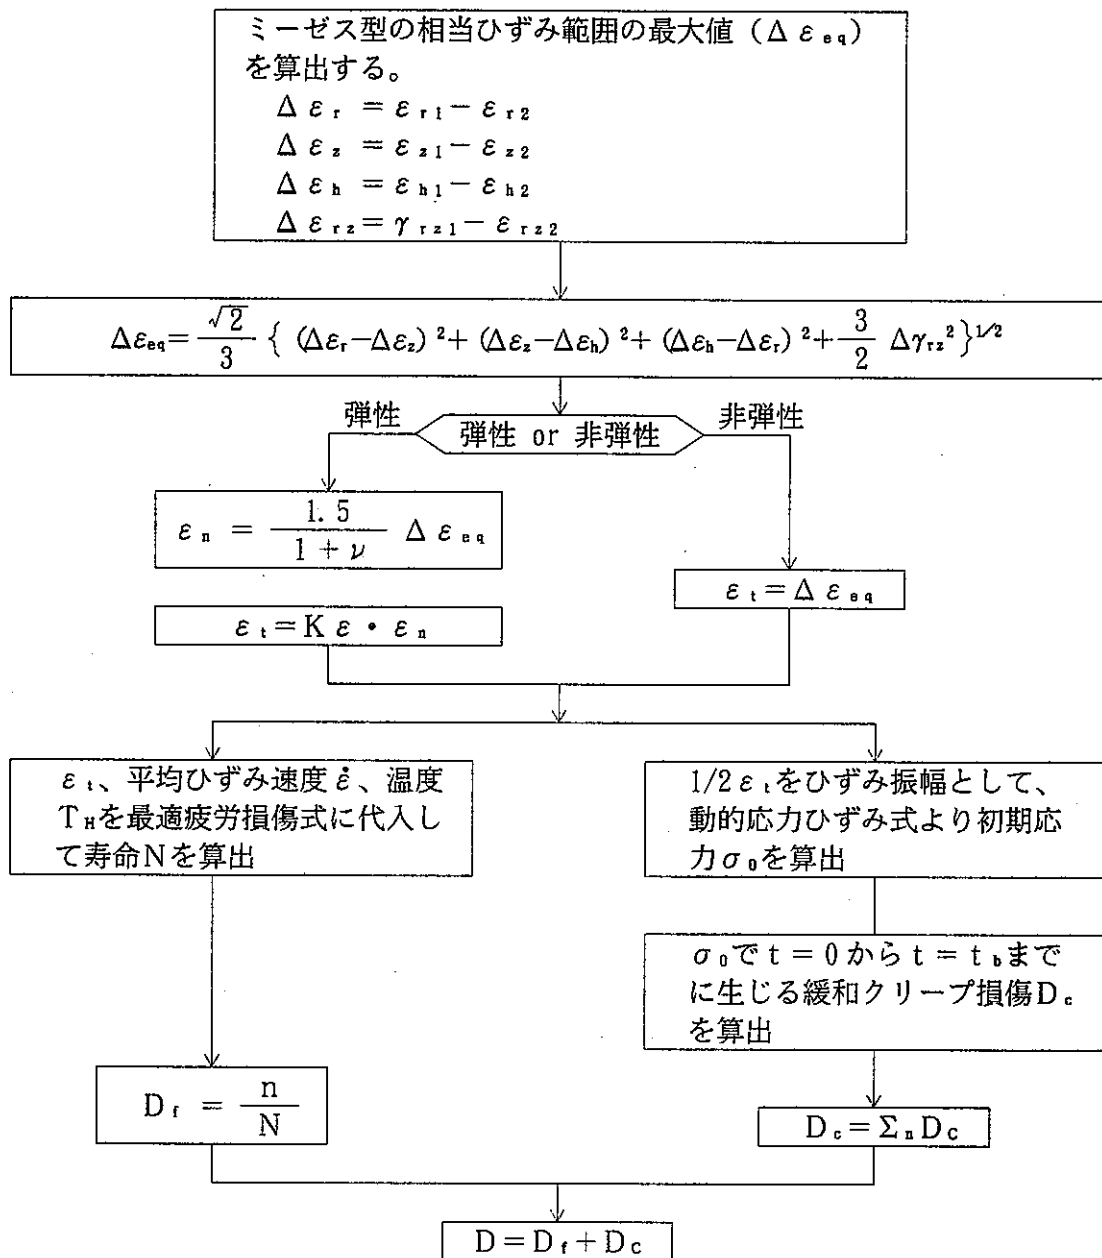 ミーゼス型の相当ひずみ範囲の最大値（Δε_eq）
を算出する。
Δε_r = ε_r1 − ε_r2
Δε_z = ε_z1 − ε_z2
Δε_h = ε_h1 − ε_h2
Δε_rz = γ_rz1 − ε_rz2
Δε_eq = √2/3 { (Δε_r−Δε_z)² + (Δε_z−Δε_h)² + (Δε_h−Δε_r)² + 3/2 Δγ_rz² }^1/2
弾性
弾性 or 非弾性
非弾性
ε_n = 1.5/(1+ν) Δε_eq
ε_t = Δε_eq
ε_t = Kε・ε_n
ε_t、平均ひずみ速度ε̇、温度
T_Hを最適疲労損傷式に代入し
て寿命Nを算出
1/2ε_tをひずみ振幅として、
動的応力ひずみ式より初期応
力σ_0を算出
σ_0でt=0からt=t_bまで
に生じる緩和クリープ損傷D_c
を算出
D_f = n/N
D_c = Σ_n D_C
D = D_f + D_C